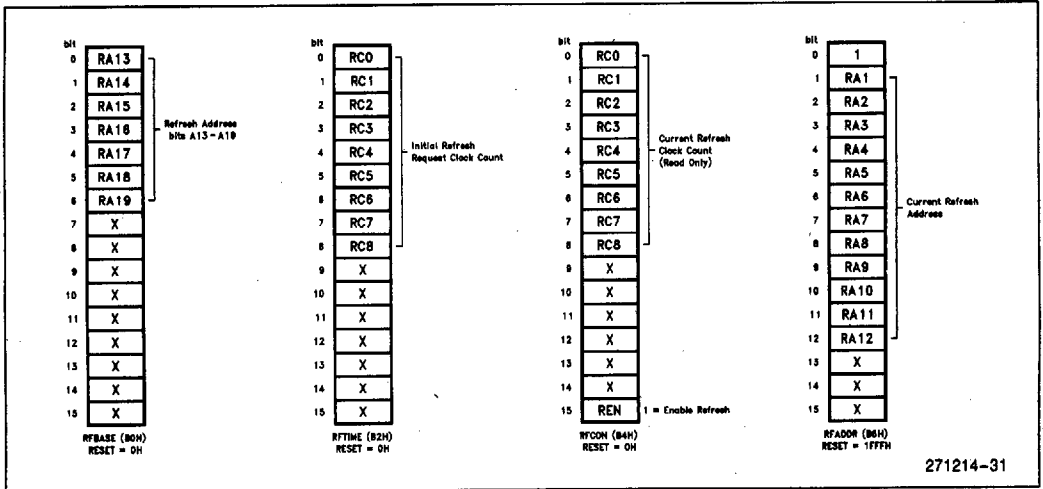 bit
0 RA13
1 RA14
2 RA15
3 RA16
4 RA17
5 RA18
6 RA19
7 X
8 X
9 X
10 X
11 X
12 X
13 X
14 X
15 X
Refresh Address
bits A13-A19
RFBASE (B0H)
RESET = 0H
bit
0 RC0
1 RC1
2 RC2
3 RC3
4 RC4
5 RC5
6 RC6
7 RC7
8 RC8
9 X
10 X
11 X
12 X
13 X
14 X
15 X
Initial Refresh
Request Clock Count
RFTIME (B2H)
RESET = 0H
bit
0 RC0
1 RC1
2 RC2
3 RC3
4 RC4
5 RC5
6 RC6
7 RC7
8 RC8
9 X
10 X
11 X
12 X
13 X
14 X
15 REN 1 = Enable Refresh
Current Refresh
Clock Count
(Read Only)
RFCON (B4H)
RESET = 0H
bit
0 1
1 RA1
2 RA2
3 RA3
4 RA4
5 RA5
6 RA6
7 RA7
8 RA8
9 RA9
10 RA10
11 RA11
12 RA12
13 X
14 X
15 X
Current Refresh
Address
RFADDR (B6H)
RESET = 1FFFH
271214-31